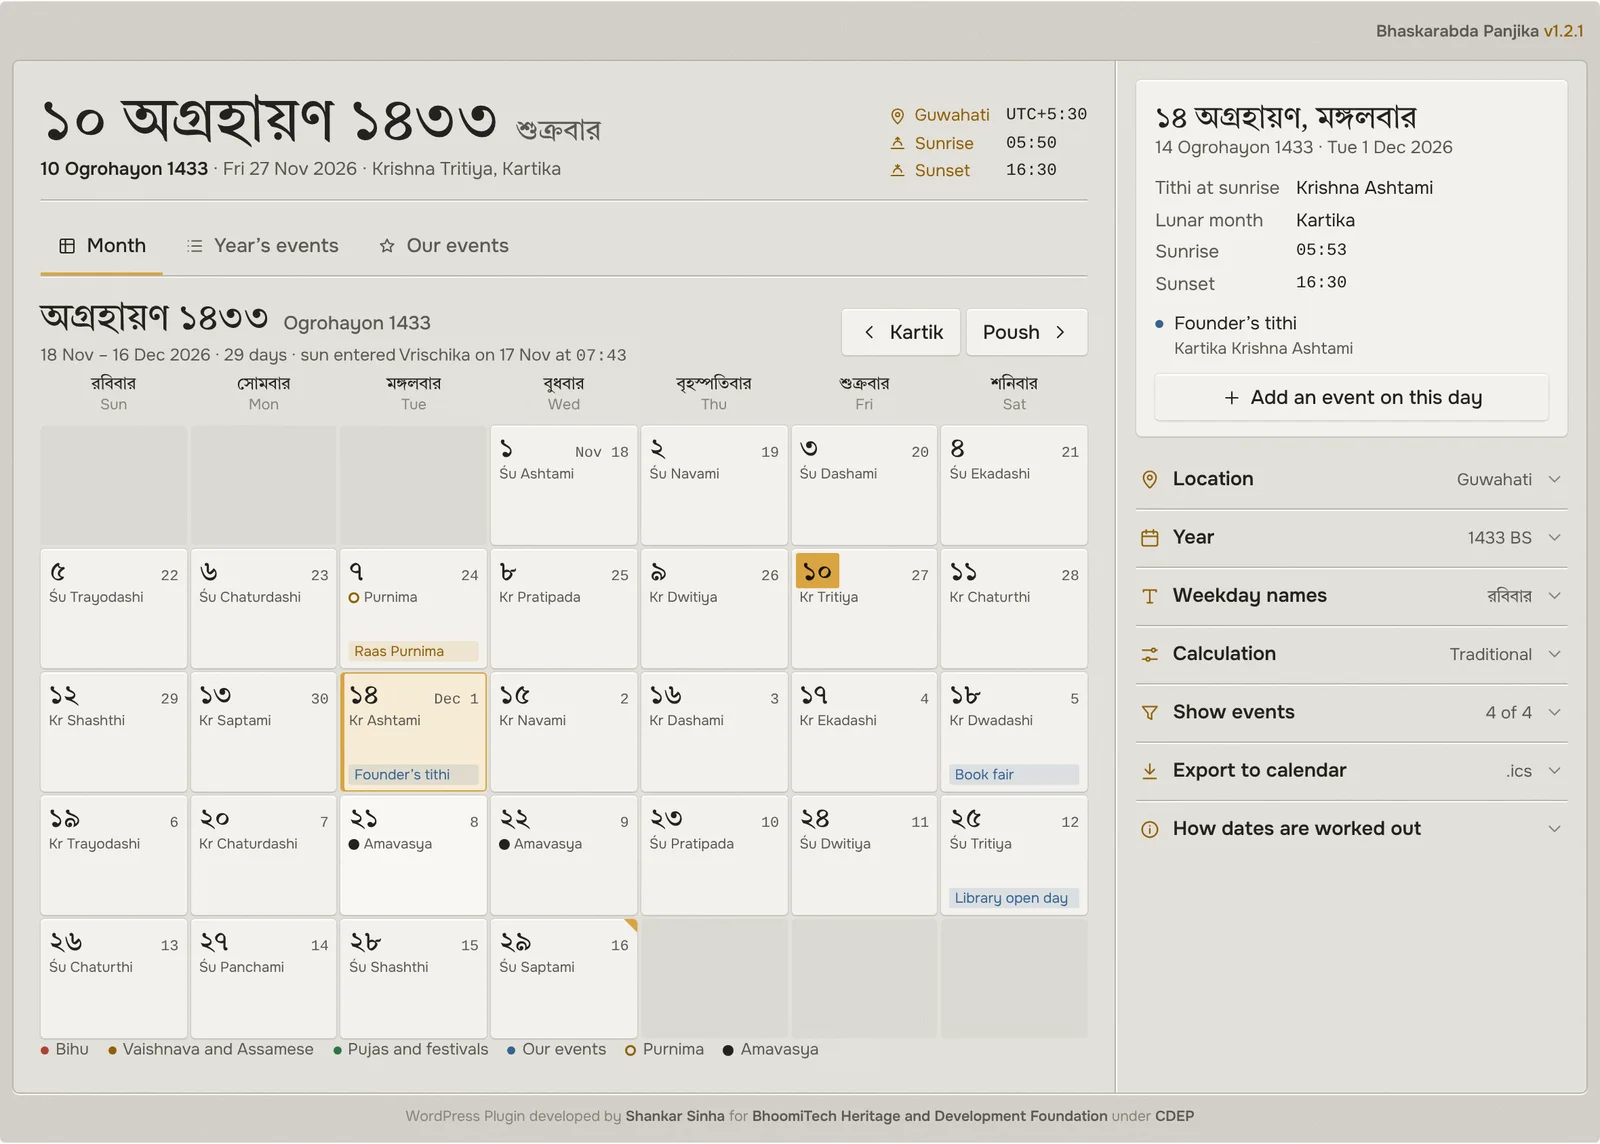 Bhaskarabda Panjika v1.2.1
১০ অগ্রহায়ণ ১৪৩৩ শুক্রবার
10 Ogrohayon 1433 · Fri 27 Nov 2026 · Krishna Tritiya, Kartika
Guwahati UTC+5:30
Sunrise 05:50
Sunset 16:30
Month Year’s events Our events
অগ্রহায়ণ ১৪৩৩ Ogrohayon 1433
18 Nov – 16 Dec 2026 · 29 days · sun entered Vrischika on 17 Nov at 07:43
Kartik Poush
রবিবার সোমবার মঙ্গলবার বুধবার বৃহস্পতিবার শুক্রবার শনিবার
Sun Mon Tue Wed Thu Fri Sat
১ Nov 18 ২ 19 ৩ 20 ৪ 21
Śu Ashtami Śu Navami Śu Dashami Śu Ekadashi
৫ 22 ৬ 23 ৭ 24 ৮ 25 ৯ 26 ১০ 27 ১১ 28
Śu Trayodashi Śu Chaturdashi Purnima Kr Pratipada Kr Dwitiya Kr Tritiya Kr Chaturthi
Raas Purnima
১২ 29 ১৩ 30 ১৪ Dec 1 ১৫ 2 ১৬ 3 ১৭ 4 ১৮ 5
Kr Shashthi Kr Saptami Kr Ashtami Kr Navami Kr Dashami Kr Ekadashi Kr Dwadashi
Founder’s tithi Book fair
১৯ 6 ২০ 7 ২১ 8 ২২ 9 ২৩ 10 ২৪ 11 ২৫ 12
Kr Trayodashi Kr Chaturdashi Amavasya Amavasya Śu Pratipada Śu Dwitiya Śu Tritiya
Library open day
২৬ 13 ২৭ 14 ২৮ 15 ২৯ 16
Śu Chaturthi Śu Panchami Śu Shashthi Śu Saptami
Bihu Vaishnava and Assamese Pujas and festivals Our events Purnima Amavasya
১৪ অগ্রহায়ণ, মঙ্গলবার
14 Ogrohayon 1433 · Tue 1 Dec 2026
Tithi at sunrise Krishna Ashtami
Lunar month Kartika
Sunrise 05:53
Sunset 16:30
Founder’s tithi
Kartika Krishna Ashtami
+ Add an event on this day
Location Guwahati
Year 1433 BS
Weekday names রবিবার
Calculation Traditional
Show events 4 of 4
Export to calendar .ics
How dates are worked out
WordPress Plugin developed by Shankar Sinha for BhoomiTech Heritage and Development Foundation under CDEP